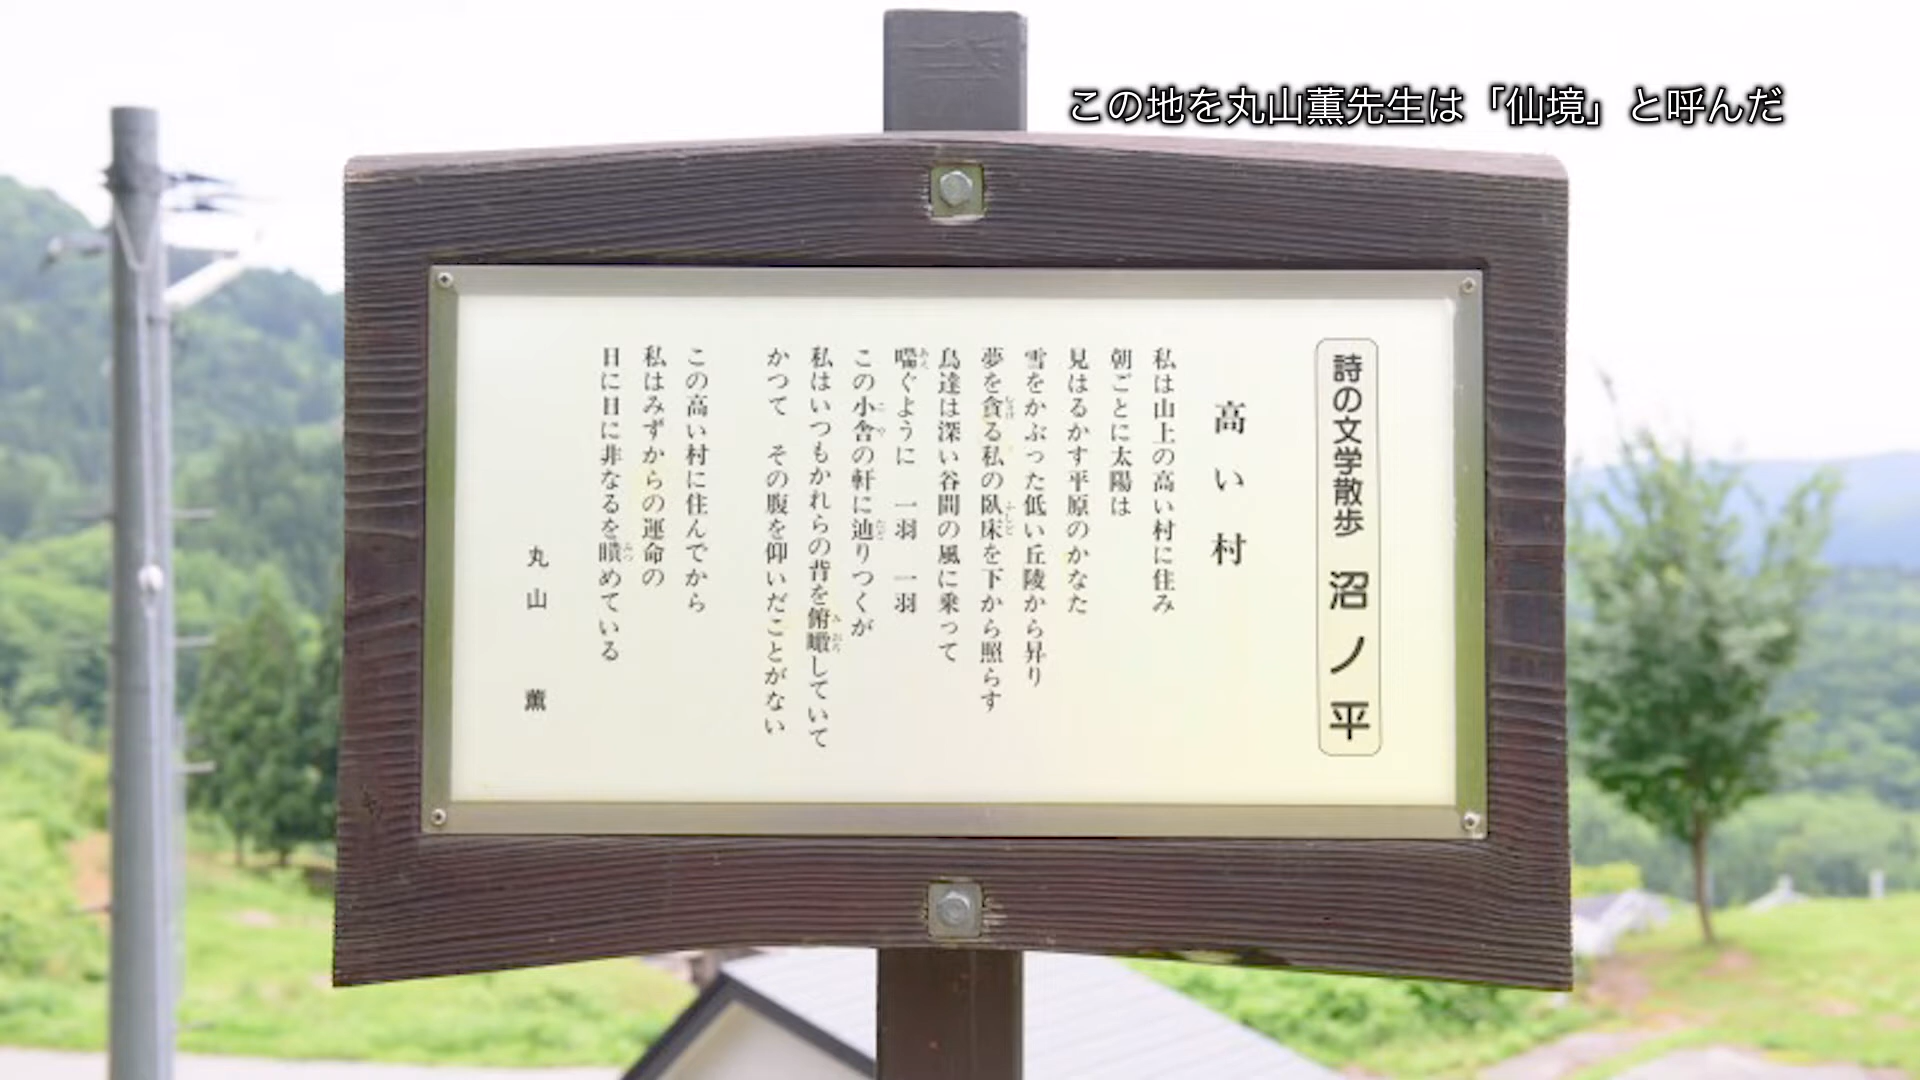 この地を丸山薫先生は「仙境」と呼んだ
詩の文学散歩 沼ノ平
高い村
私は山上の高い村に住み
朝ごとに太陽は
見はるかす平原のかなた
雪をかぶった低い丘陵から昇り
夢を貪る私の臥床を下から照らす
鳥達は深い谷間の風に乗って
喘ぐように 一羽 一羽
この小舎の軒に辿りつくが
私はいつもかれらの背を俯瞰していて
かつて その腹を仰いだことがない
この高い村に住んでから
私はみずからの運命の
日に日に非なるを瞶めている
丸山 薫